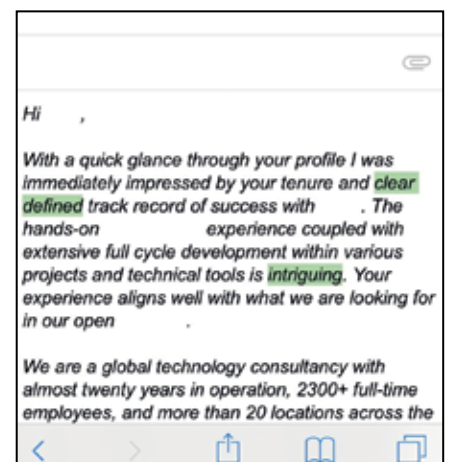 Hi ,
With a quick glance through your profile I was
immediately impressed by your tenure and clear
defined track record of success with . The
hands-on experience coupled with
extensive full cycle development within various
projects and technical tools is intriguing. Your
experience aligns well with what we are looking for
in our open .
We are a global technology consultancy with
almost twenty years in operation, 2300+ full-time
employees, and more than 20 locations across the